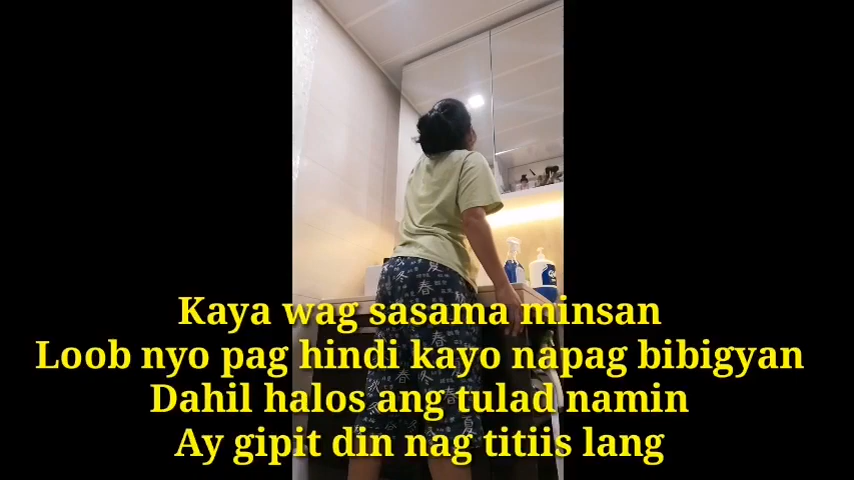 Kaya wag sasama minsan
Loob nyo pag hindi kayo napag bibigyan
Dahil halos ang tulad namin
Ay gipit din nag titiis lang